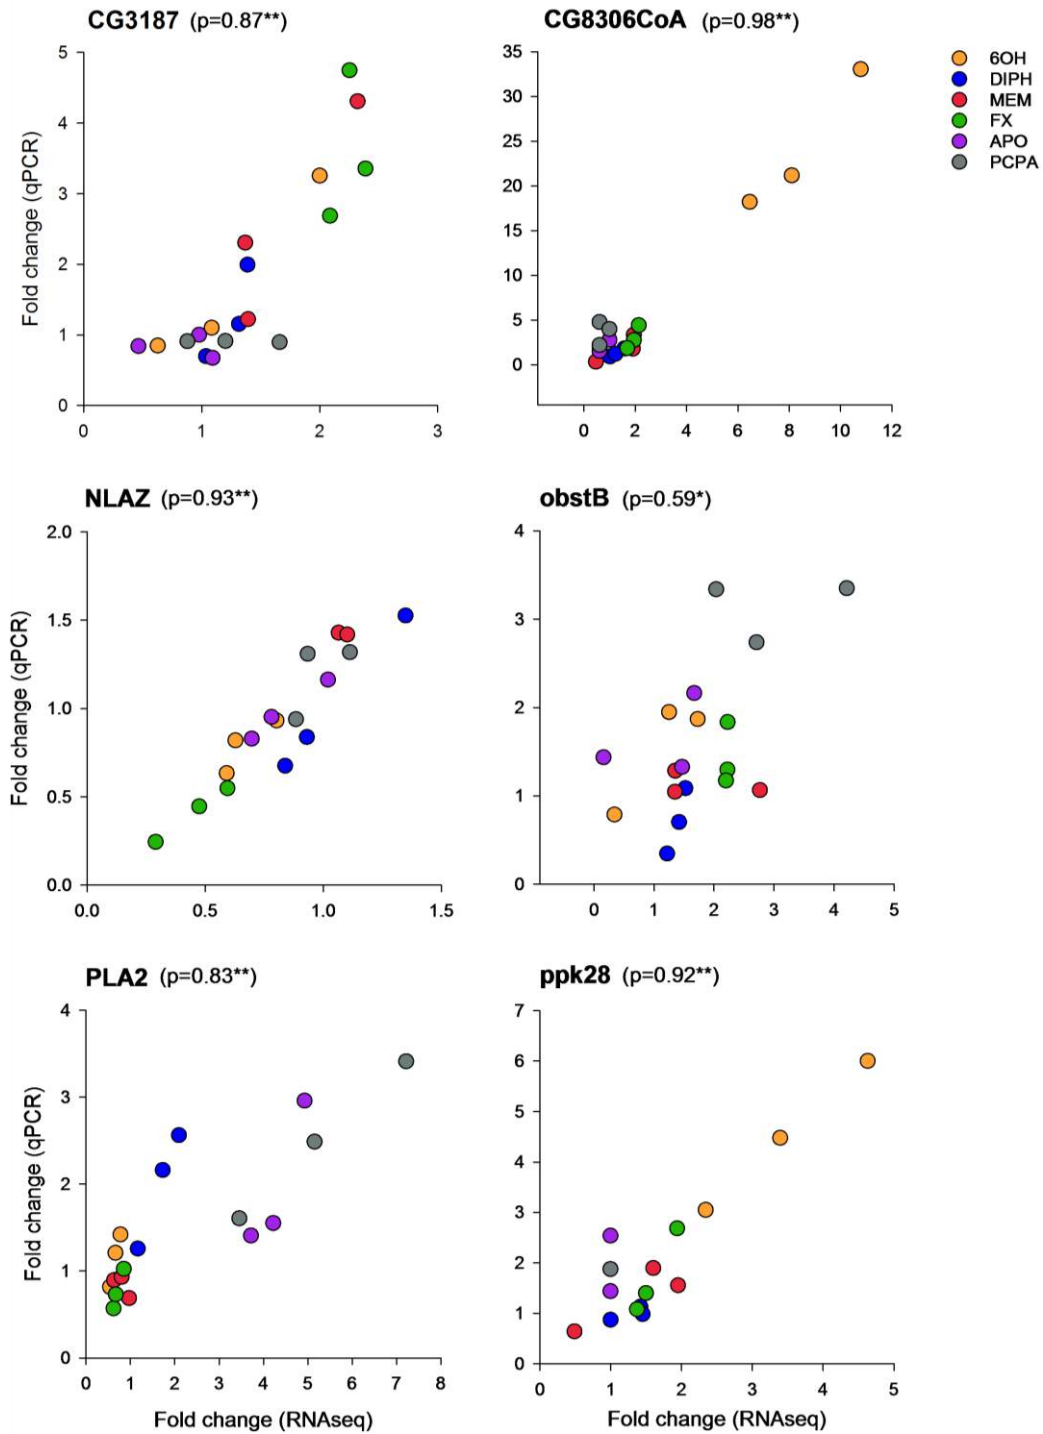 CG3187 (p=0.87**)
5
4
3
2
1
0
0 1 2 3
Fold change (qPCR)
CG8306CoA (p=0.98**)
35
30
25
20
15
10
5
0
0 2 4 6 8 10 12
6OH
DIPH
MEM
FX
APO
PCPA
NLAZ (p=0.93**)
2.0
1.5
1.0
0.5
0.0
0.0 0.5 1.0 1.5
Fold change (qPCR)
obstB (p=0.59*)
4
3
2
1
0
0 1 2 3 4 5
PLA2 (p=0.83**)
4
3
2
1
0
0 1 2 3 4 5 6 7 8
Fold change (qPCR)
Fold change (RNAseq)
ppk28 (p=0.92**)
7
6
5
4
3
2
1
0
0 1 2 3 4 5
Fold change (RNAseq)